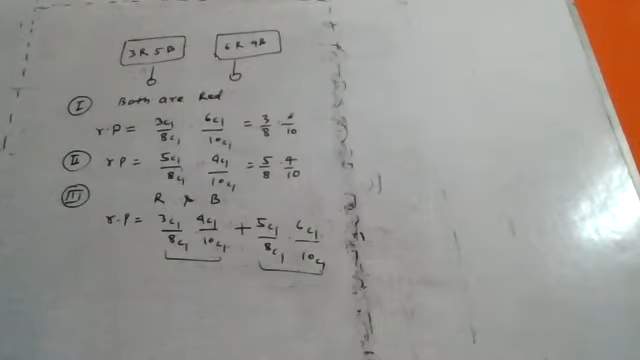 3R 5B 6R 4B
I Both are Red
r.P = 3C1/8C1 6C1/10C1 = 3/8 · 6/10
II r P = 5C1/8C1 4C1/10C1 = 5/8 · 4/10
III R & B
r.P = 3C1/8C1 4C1/10C1 + 5C1/8C1 · 6C1/10C1